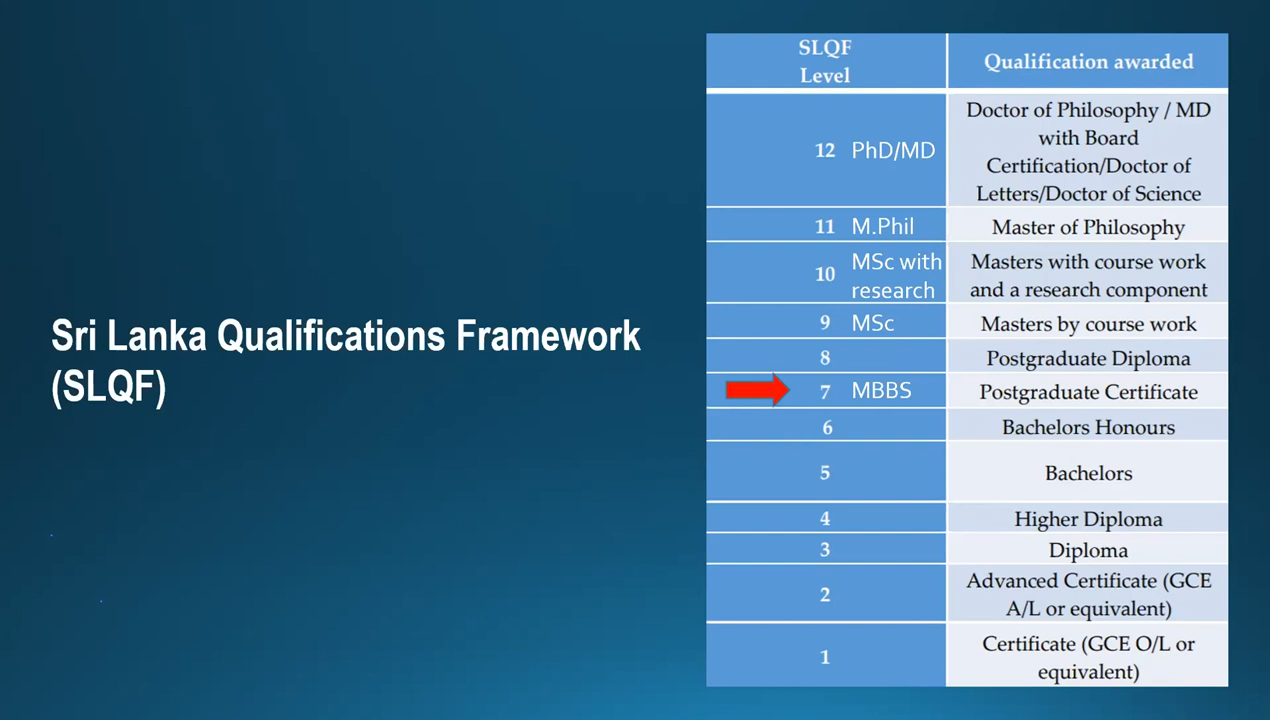 Sri Lanka Qualifications Framework
(SLQF)
SLQF
Level
Qualification awarded
12 PhD/MD
Doctor of Philosophy / MD
with Board
Certification/Doctor of
Letters/Doctor of Science
11 M.Phil
Master of Philosophy
10 MSc with
research
Masters with course work
and a research component
9 MSc
Masters by course work
8
Postgraduate Diploma
7 MBBS
Postgraduate Certificate
6
Bachelors Honours
5
Bachelors
4
Higher Diploma
3
Diploma
2
Advanced Certificate (GCE
A/L or equivalent)
1
Certificate (GCE O/L or
equivalent)